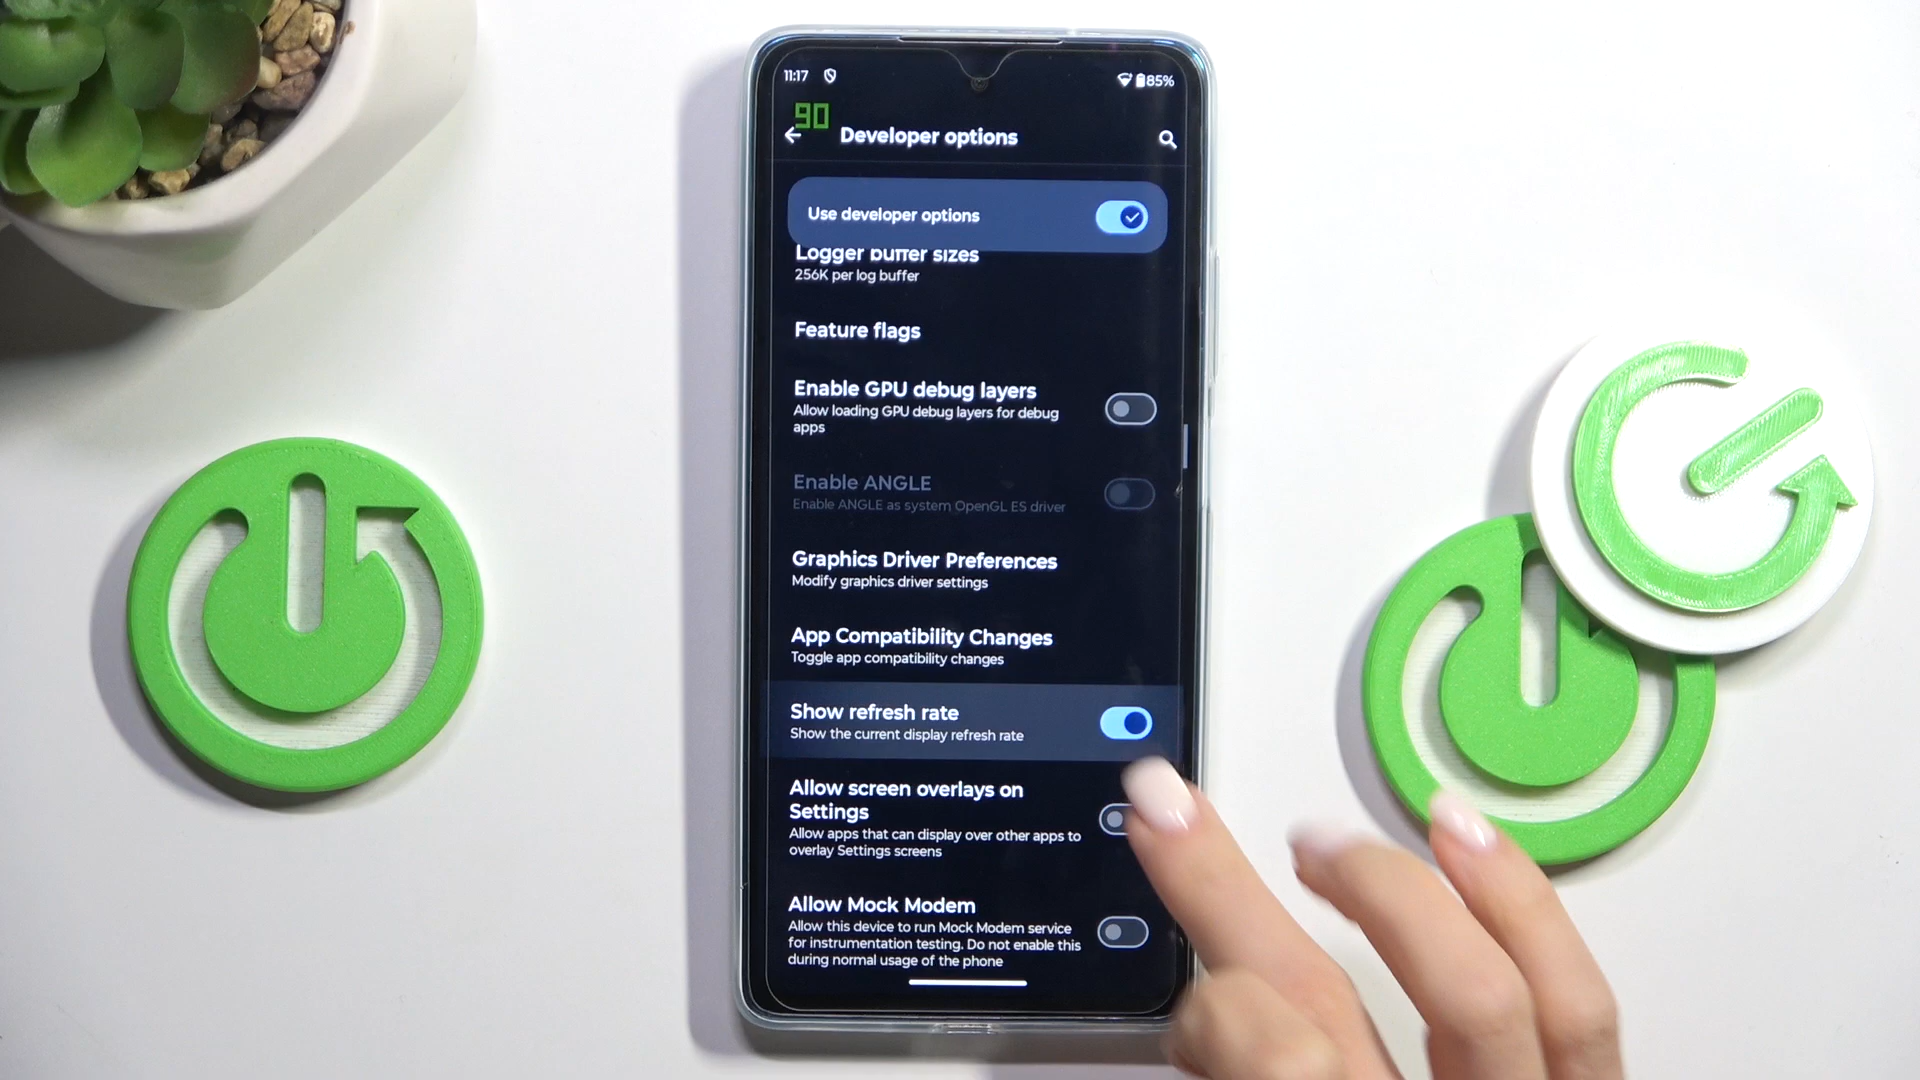 11:17
85%
90
Developer options
Use developer options
Logger buffer sizes
256K per log buffer
Feature flags
Enable GPU debug layers
Allow loading GPU debug layers for debug
apps
Enable ANGLE
Enable ANGLE as system OpenGL ES driver
Graphics Driver Preferences
Modify graphics driver settings
App Compatibility Changes
Toggle app compatibility changes
Show refresh rate
Show the current display refresh rate
Allow screen overlays on
Settings
Allow apps that can display over other apps to
overlay Settings screens
Allow Mock Modem
Allow this device to run Mock Modem service
for instrumentation testing. Do not enable this
during normal usage of the phone